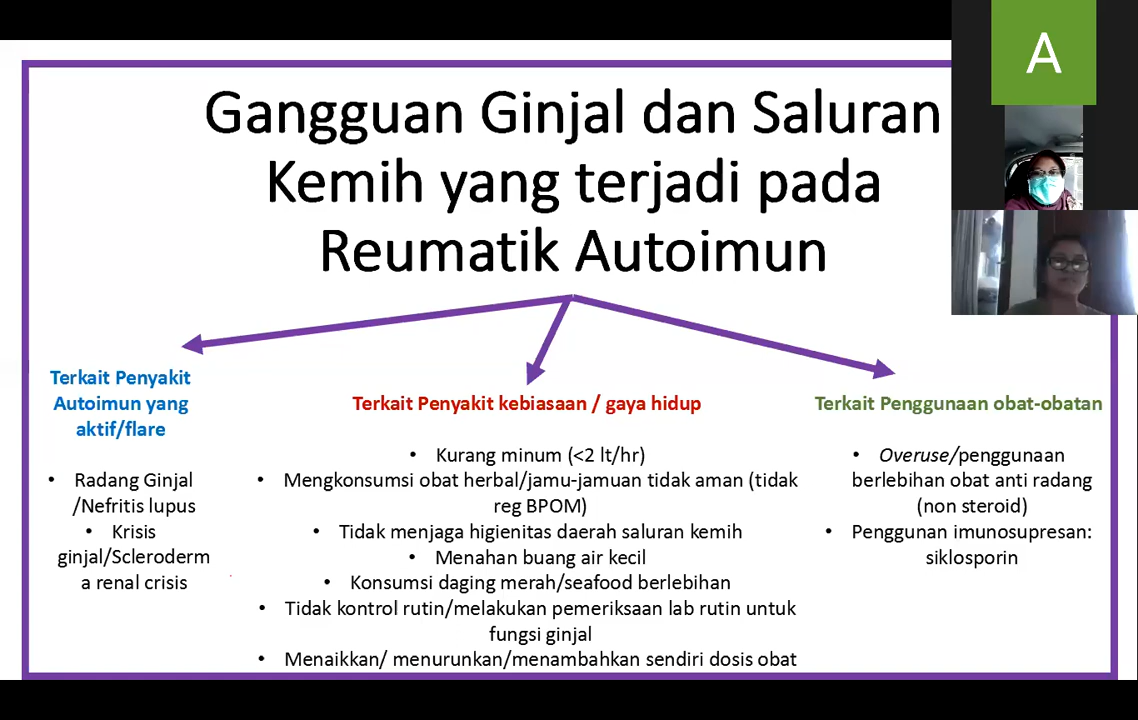 A
Gangguan Ginjal dan Saluran
Kemih yang terjadi pada
Reumatik Autoimun
Terkait Penyakit
Autoimun yang
aktif/flare
• Radang Ginjal
/Nefritis lupus
• Krisis
ginjal/Scleroderm
a renal crisis
Terkait Penyakit kebiasaan / gaya hidup
• Kurang minum (<2 lt/hr)
• Mengkonsumsi obat herbal/jamu-jamuan tidak aman (tidak
reg BPOM)
• Tidak menjaga higienitas daerah saluran kemih
• Menahan buang air kecil
• Konsumsi daging merah/seafood berlebihan
• Tidak kontrol rutin/melakukan pemeriksaan lab rutin untuk
fungsi ginjal
• Menaikkan/ menurunkan/menambahkan sendiri dosis obat
Terkait Penggunaan obat-obatan
• Overuse/penggunaan
berlebihan obat anti radang
(non steroid)
• Penggunan imunosupresan:
siklosporin